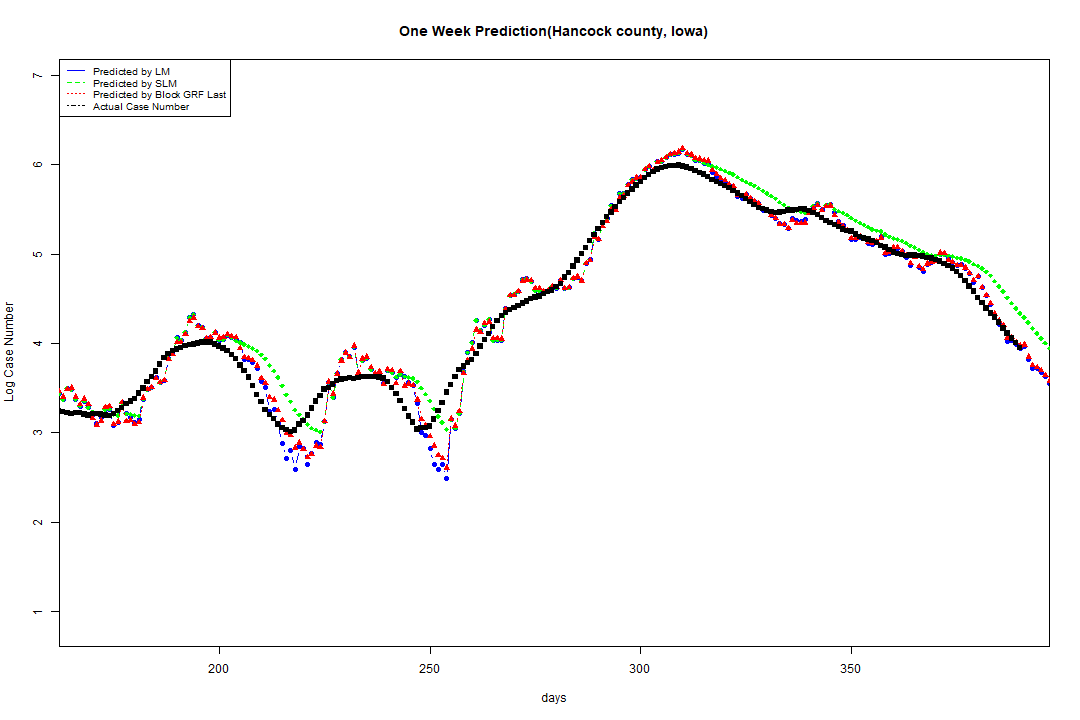 One Week Prediction(Hancock county, Iowa)
Predicted by LM
Predicted by SLM
Predicted by Block GRF Last
Actual Case Number
7
6
5
4
3
2
1
Log Case Number
200 250 300 350
days